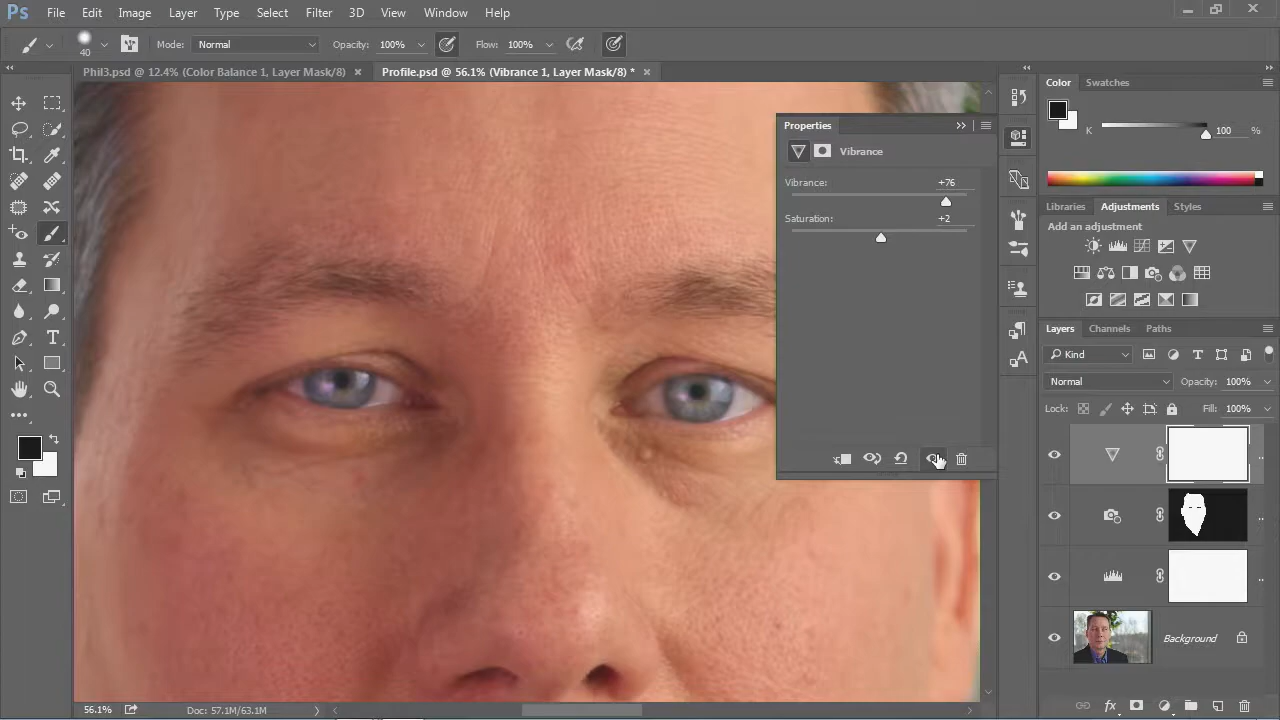 Ps File Edit Image Layer Type Select Filter 3D View Window Help
40 Mode: Normal Opacity: 100% Flow: 100%
Phil3.psd @ 12.4% (Color Balance 1, Layer Mask/8) Profile.psd @ 56.1% (Vibrance 1, Layer Mask/8) *
Color Swatches
K 100 %
Properties
Vibrance
Vibrance: +76
Saturation: +2
Libraries Adjustments Styles
Add an adjustment
Layers Channels Paths
Kind
Normal Opacity: 100%
Lock: Fill: 100%
Background
56.1% Doc: 57.1M/63.1M